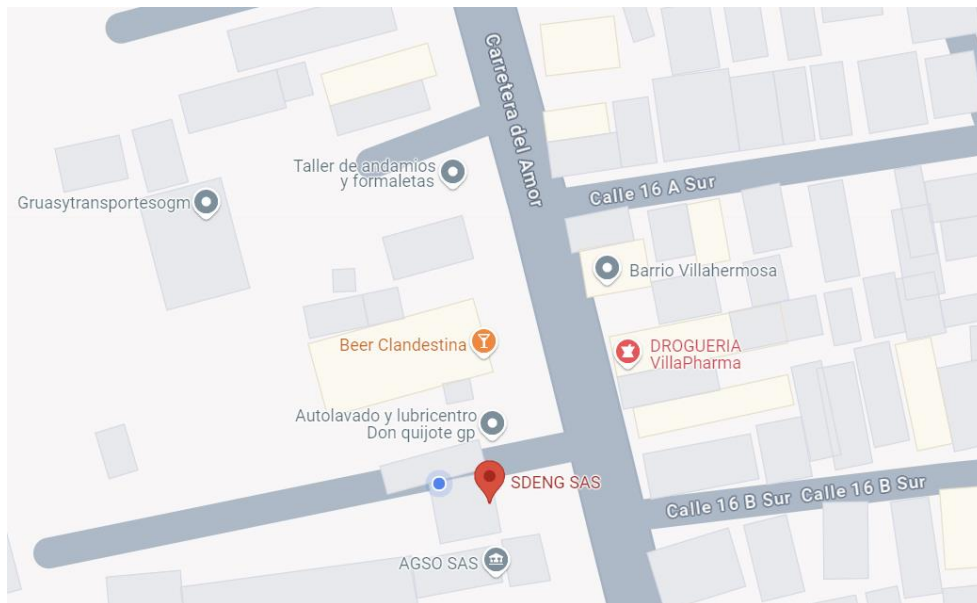 Carretera del Amor
Taller de andamios
y formaletas
Gruasytransportesogm
Calle 16 A Sur
Barrio Villahermosa
Beer Clandestina
DROGUERIA
VillaPharma
Autolavado y lubricentro
Don quijote gp
SDENG SAS
Calle 16 B Sur Calle 16 B Sur
AGSO SAS